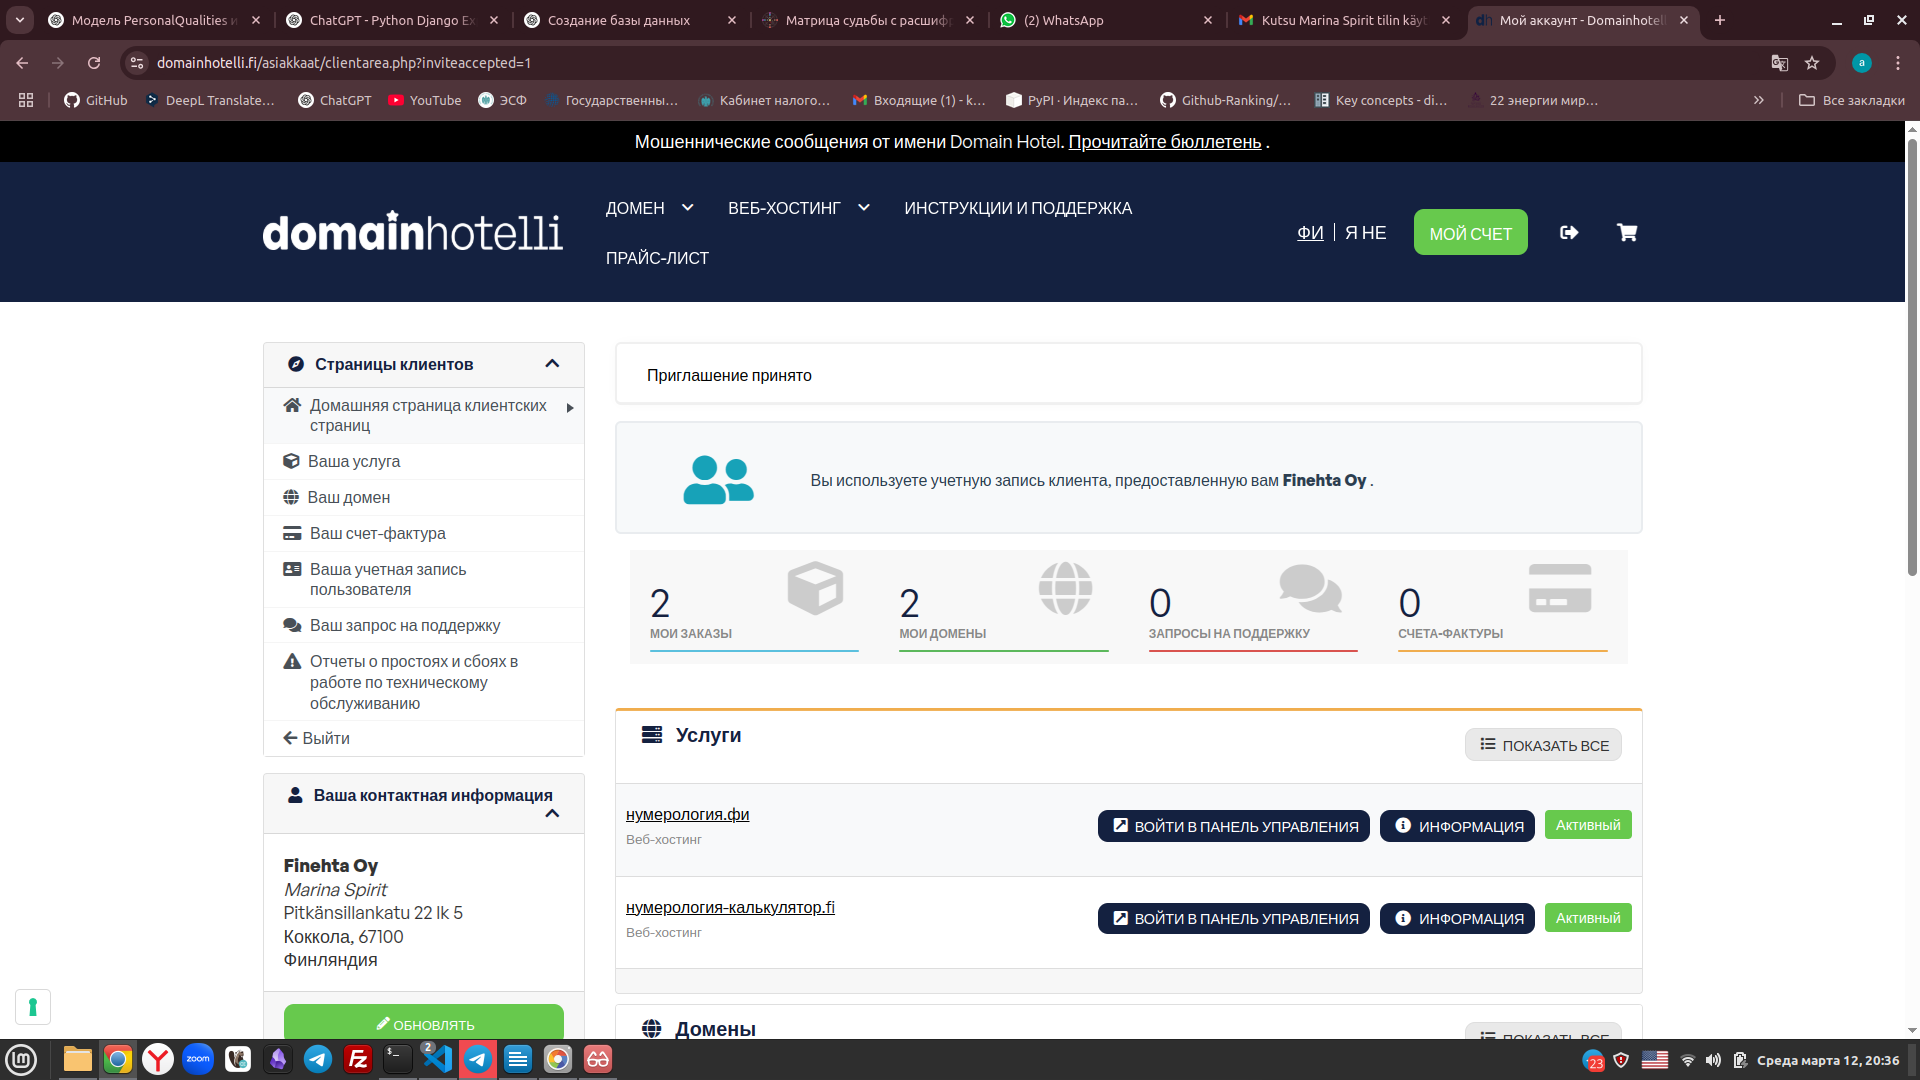 Модель PersonalQualities и
ChatGPT - Python Django Ex
Создание базы данных
Матрица судьбы с расшифр
(2) WhatsApp
Kutsu Marina Spirit tilin käyt
Мой аккаунт - Domainhotell
domainhotelli.fi/asiakkaat/clientarea.php?inviteaccepted=1
a
GitHub
DeepL Translate...
ChatGPT
YouTube
ЭСФ
Государственны...
Кабинет налого...
Входящие (1) - k...
PyPI · Индекс па...
Github-Ranking/...
Key concepts - di...
22 энергии мир...
Все закладки
Мошеннические сообщения от имени Domain Hotel. Прочитайте бюллетень .
domainhotelli
ДОМЕН
ВЕБ-ХОСТИНГ
ИНСТРУКЦИИ И ПОДДЕРЖКА
ПРАЙС-ЛИСТ
ФИ | Я НЕ
МОЙ СЧЕТ
Страницы клиентов
Домашняя страница клиентских
страниц
Ваша услуга
Ваш домен
Ваш счет-фактура
Ваша учетная запись
пользователя
Ваш запрос на поддержку
Отчеты о простоях и сбоях в
работе по техническому
обслуживанию
Выйти
Ваша контактная информация
Finehta Oy
Marina Spirit
Pitkänsillankatu 22 lk 5
Коккола, 67100
Финляндия
ОБНОВЛЯТЬ
Приглашение принято
Вы используете учетную запись клиента, предоставленную вам Finehta Oy .
2
МОИ ЗАКАЗЫ
2
МОИ ДОМЕНЫ
0
ЗАПРОСЫ НА ПОДДЕРЖКУ
0
СЧЕТА-ФАКТУРЫ
Услуги
ПОКАЗАТЬ ВСЕ
нумерология.фи
Веб-хостинг
ВОЙТИ В ПАНЕЛЬ УПРАВЛЕНИЯ
ИНФОРМАЦИЯ
Активный
нумерология-калькулятор.fi
Веб-хостинг
ВОЙТИ В ПАНЕЛЬ УПРАВЛЕНИЯ
ИНФОРМАЦИЯ
Активный
Домены
ПОКАЗАТЬ ВСЕ
zoom
2
23
Среда марта 12, 20:36